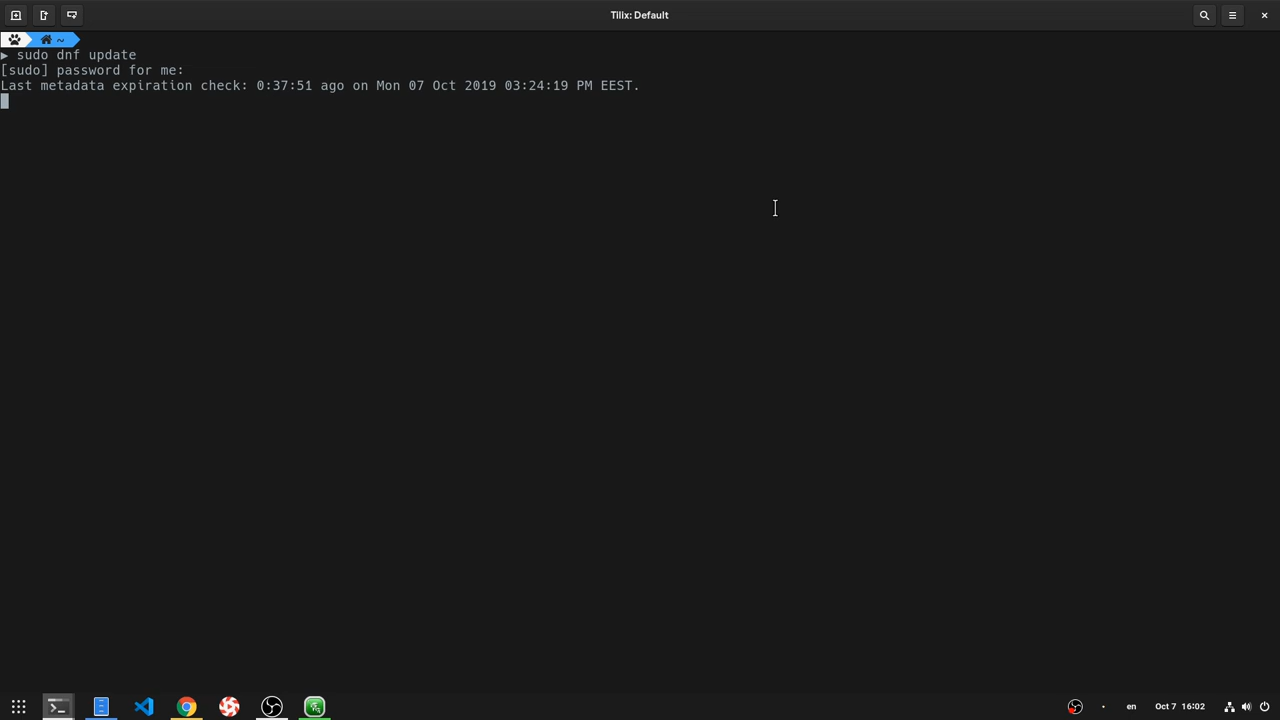 Tilix: Default
~
▶ sudo dnf update
[sudo] password for me:
Last metadata expiration check: 0:37:51 ago on Mon 07 Oct 2019 03:24:19 PM EEST.
en
Oct 7 16:02